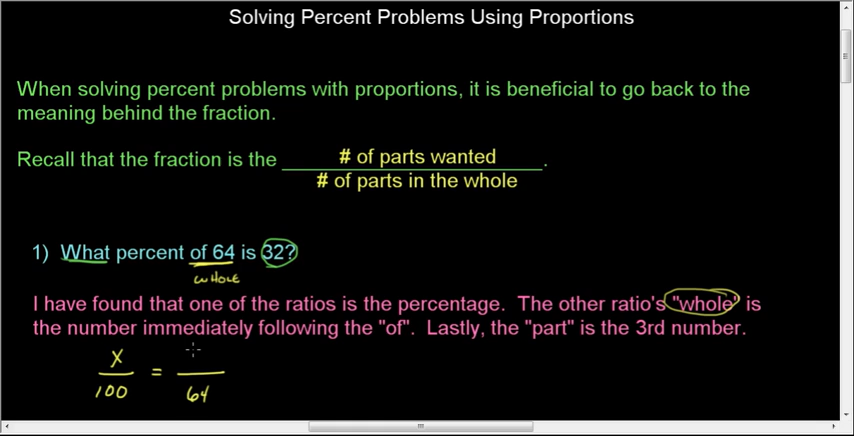 Solving Percent Problems Using Proportions
When solving percent problems with proportions, it is beneficial to go back to the
meaning behind the fraction.
Recall that the fraction is the # of parts wanted .
# of parts in the whole
1) What percent of 64 is 32?
WHOLE
I have found that one of the ratios is the percentage. The other ratio's "whole" is
the number immediately following the "of". Lastly, the "part" is the 3rd number.
X
=
100 64